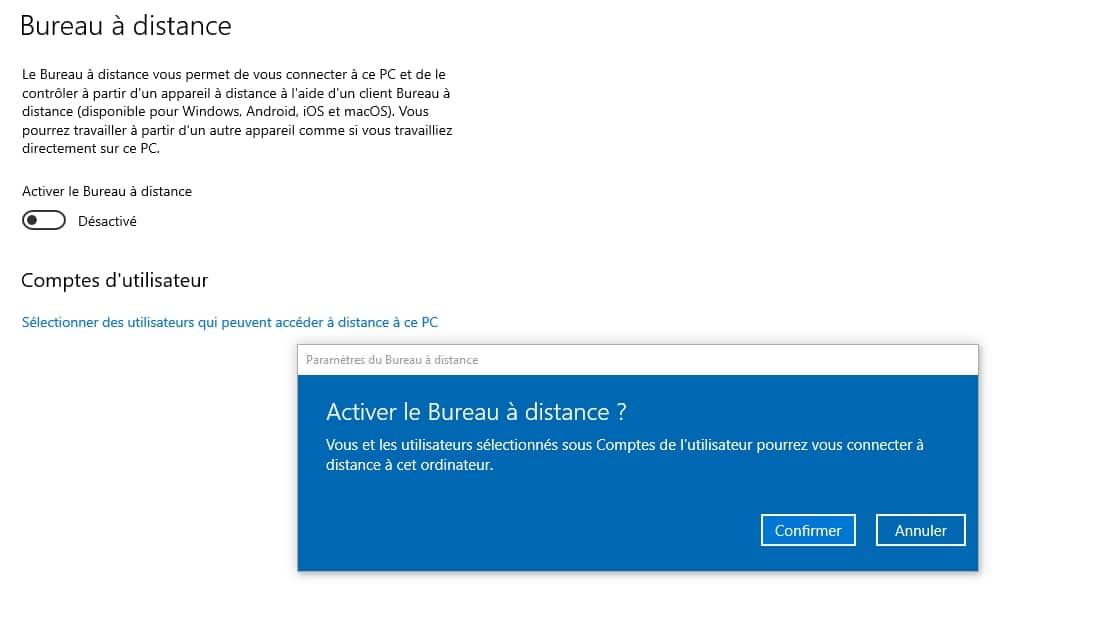 Bureau à distance
Le Bureau à distance vous permet de vous connecter à ce PC et de le
contrôler à partir d'un appareil à distance à l'aide d'un client Bureau à
distance (disponible pour Windows, Android, iOS et macOS). Vous
pourrez travailler à partir d'un autre appareil comme si vous travailliez
directement sur ce PC.
Activer le Bureau à distance
Désactivé
Comptes d'utilisateur
Sélectionner des utilisateurs qui peuvent accéder à distance à ce PC
Paramètres du Bureau à distance
Activer le Bureau à distance ?
Vous et les utilisateurs sélectionnés sous Comptes de l'utilisateur pourrez vous connecter à
distance à cet ordinateur.
Confirmer
Annuler